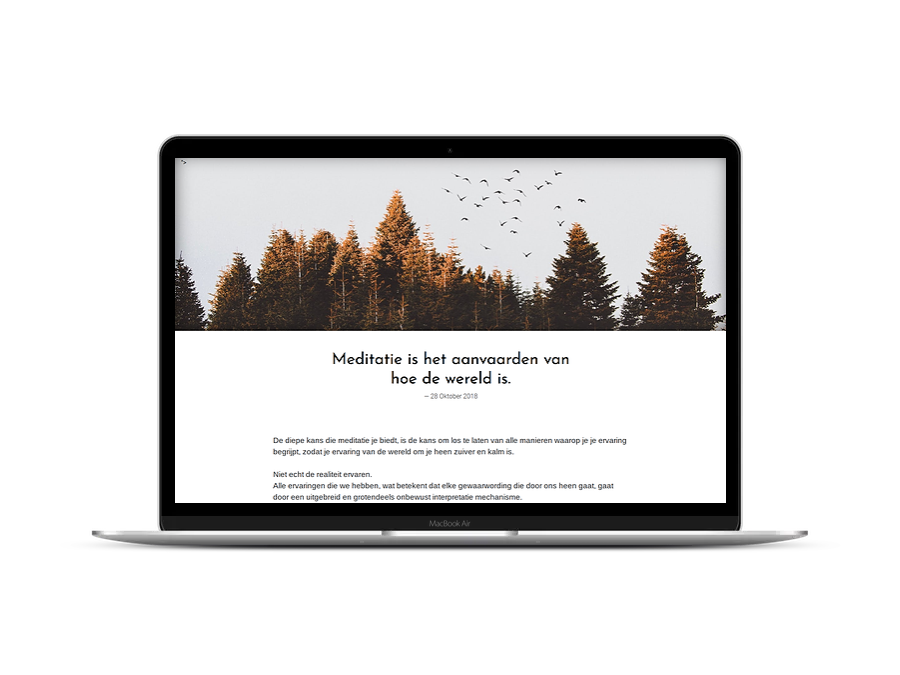 Meditatie is het aanvaarden van
hoe de wereld is.
– 28 Oktober 2018
De diepe kans die meditatie je biedt, is de kans om los te laten van alle manieren waarop je je ervaring
begrijpt, zodat je ervaring van de wereld om je heen zuiver en kalm is.
Niet echt de realiteit ervaren.
Alle ervaringen die we hebben, wat betekent dat elke gewaarwording die door ons heen gaat, gaat
door een uitgebreid en grotendeels onbewust interpretatie mechanisme.
MacBook Air